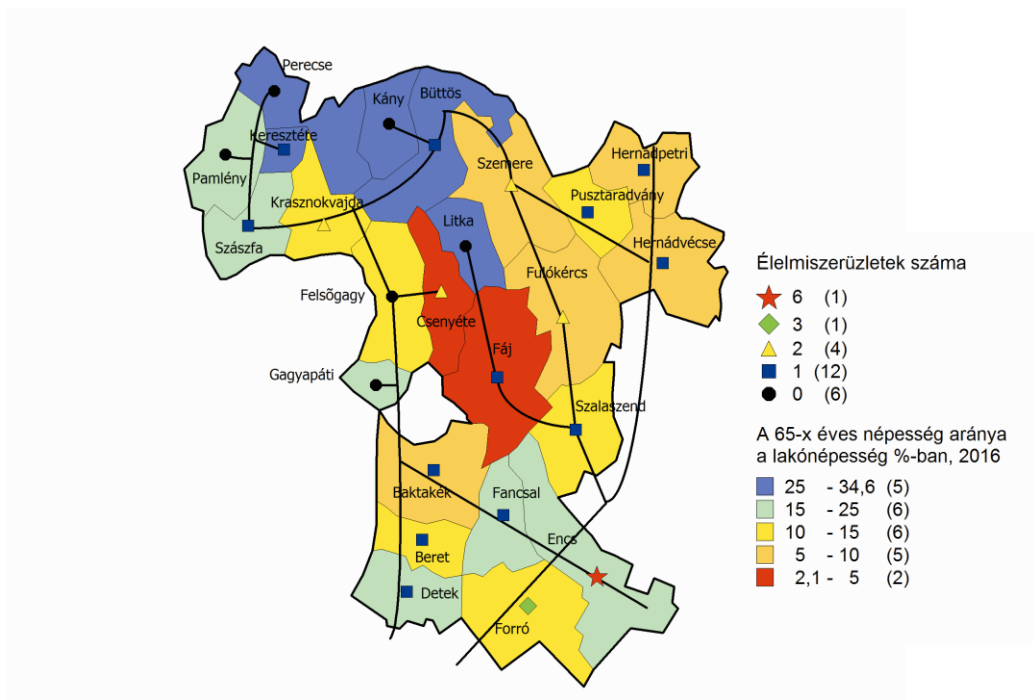 Perecse
Kány
Büttös
Keresztéte
Szemere
Hernádpetri
Pamlény
Pusztaradvány
Krasznokvajda
Litka
Szászfa
Hernádvécse
Fulókércs
Felsőgagy
Csenyéte
Fáj
Gagyapáti
Szalaszend
Baktakék
Fancsal
Encs
Beret
Detek
Forró
Élelmiszerüzletek száma
6 (1)
3 (1)
2 (4)
1 (12)
0 (6)
A 65-x éves népesség aránya
a lakónépesség %-ban, 2016
25 - 34,6 (5)
15 - 25 (6)
10 - 15 (6)
5 - 10 (5)
2,1 - 5 (2)